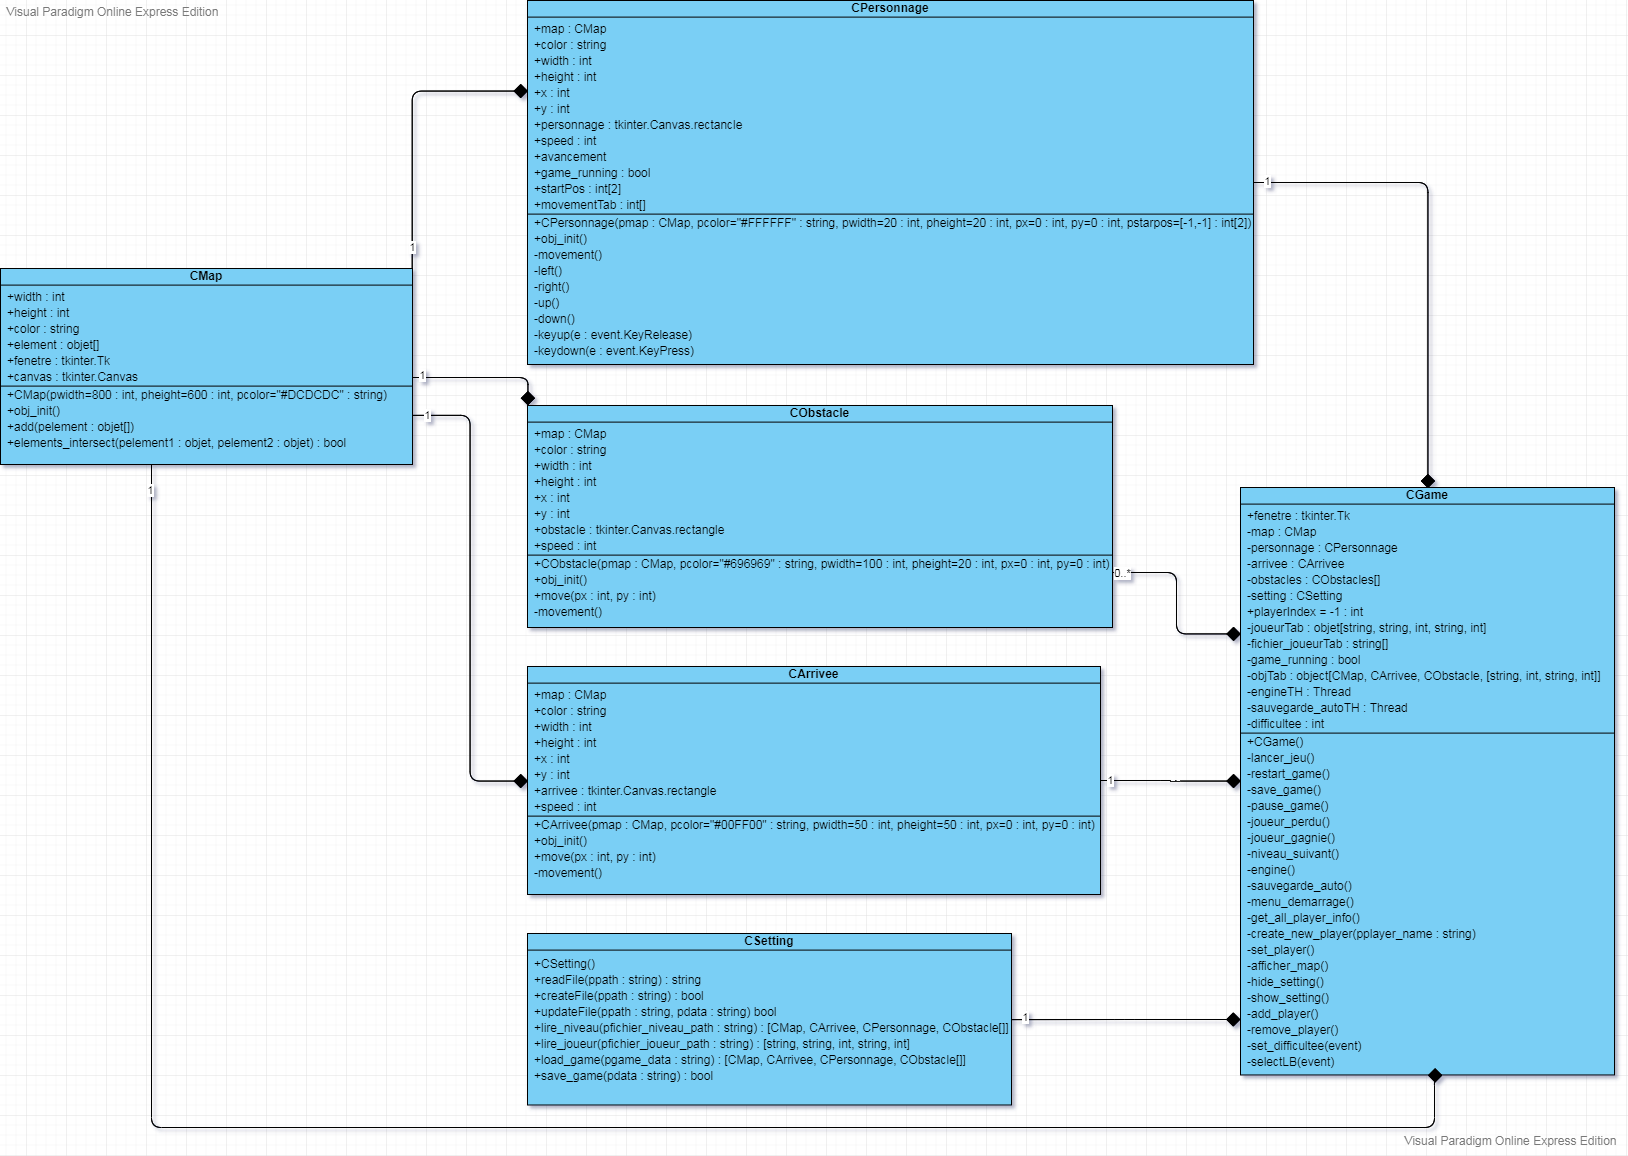 Visual Paradigm Online Express Edition
CPersonnage
+map : CMap
+color : string
+width : int
+height : int
+x : int
+y : int
+personnage : tkinter.Canvas.rectancle
+speed : int
+avancement
+game_running : bool
+startPos : int[2]
+movementTab : int[]
+CPersonnage(pmap : CMap, pcolor="#FFFFFF" : string, pwidth=20 : int, pheight=20 : int, px=0 : int, py=0 : int, pstarpos=[-1,-1] : int[2])
+obj_init()
-movement()
-left()
-right()
-up()
-down()
-keyup(e : event.KeyRelease)
-keydown(e : event.KeyPress)
1
1
CMap
+width : int
+height : int
+color : string
+element : objet[]
+fenetre : tkinter.Tk
+canvas : tkinter.Canvas
+CMap(pwidth=800 : int, pheight=600 : int, pcolor="#DCDCDC" : string)
+obj_init()
+add(pelement : objet[])
+elements_intersect(pelement1 : objet, pelement2 : objet) : bool
1
1
1
CObstacle
+map : CMap
+color : string
+width : int
+height : int
+x : int
+y : int
+obstacle : tkinter.Canvas.rectangle
+speed : int
+CObstacle(pmap : CMap, pcolor="#696969" : string, pwidth=100 : int, pheight=20 : int, px=0 : int, py=0 : int)
+obj_init()
+move(px : int, py : int)
-movement()
0..*
CArrivee
+map : CMap
+color : string
+width : int
+height : int
+x : int
+y : int
+arrivee : tkinter.Canvas.rectangle
+speed : int
+CArrivee(pmap : CMap, pcolor="#00FF00" : string, pwidth=50 : int, pheight=50 : int, px=0 : int, py=0 : int)
+obj_init()
+move(px : int, py : int)
-movement()
1
CSetting
+CSetting()
+readFile(ppath : string) : string
+createFile(ppath : string) : bool
+updateFile(ppath : string, pdata : string) bool
+lire_niveau(pfichier_niveau_path : string) : [CMap, CArrivee, CPersonnage, CObstacle[]]
+lire_joueur(pfichier_joueur_path : string) : [string, string, int, string, int]
+load_game(pgame_data : string) : [CMap, CArrivee, CPersonnage, CObstacle[]]
+save_game(pdata : string) : bool
1
CGame
+fenetre : tkinter.Tk
-map : CMap
-personnage : CPersonnage
-arrivee : CArrivee
-obstacles : CObstacles[]
-setting : CSetting
+playerIndex = -1 : int
-joueurTab : objet[string, string, int, string, int]
-fichier_joueurTab : string[]
-game_running : bool
-objTab : object[CMap, CArrivee, CObstacle, [string, int, string, int]]
-engineTH : Thread
-sauvegarde_autoTH : Thread
-difficultee : int
+CGame()
-lancer_jeu()
-restart_game()
-save_game()
-pause_game()
-joueur_perdu()
-joueur_gagnie()
-niveau_suivant()
-engine()
-sauvegarde_auto()
-menu_demarrage()
-get_all_player_info()
-create_new_player(pplayer_name : string)
-set_player()
-afficher_map()
-hide_setting()
-show_setting()
-add_player()
-remove_player()
-set_difficultee(event)
-selectLB(event)
Visual Paradigm Online Express Edition